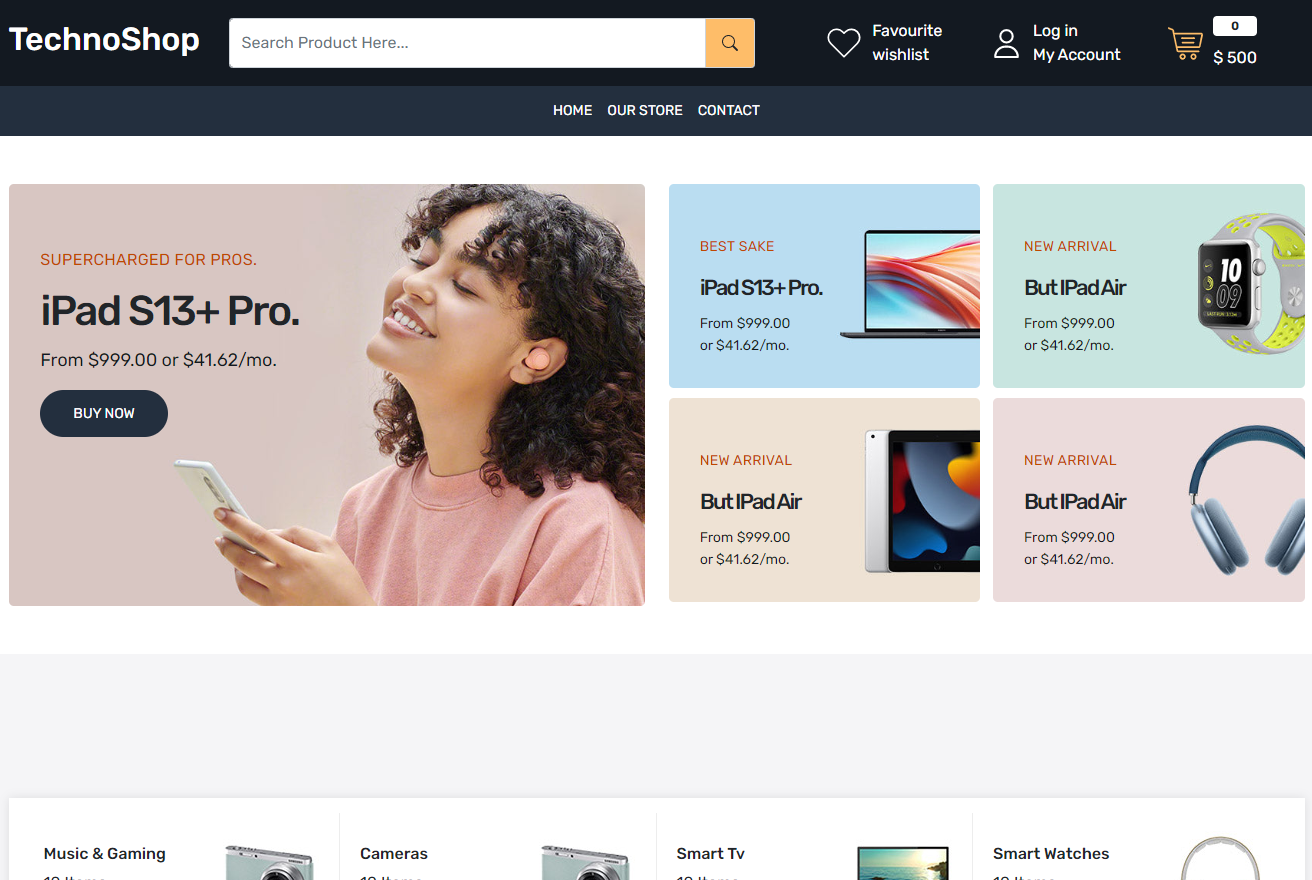 TechnoShop
Search Product Here...
Favourite
wishlist
Log in
My Account
0
$ 500
HOME
OUR STORE
CONTACT
SUPERCHARGED FOR PROS.
iPad S13+ Pro.
From $999.00 or $41.62/mo.
BUY NOW
BEST SAKE
iPad S13+ Pro.
From $999.00
or $41.62/mo.
NEW ARRIVAL
But IPad Air
From $999.00
or $41.62/mo.
10
09
NEW ARRIVAL
But IPad Air
From $999.00
or $41.62/mo.
NEW ARRIVAL
But IPad Air
From $999.00
or $41.62/mo.
Music & Gaming
Cameras
Smart Tv
Smart Watches